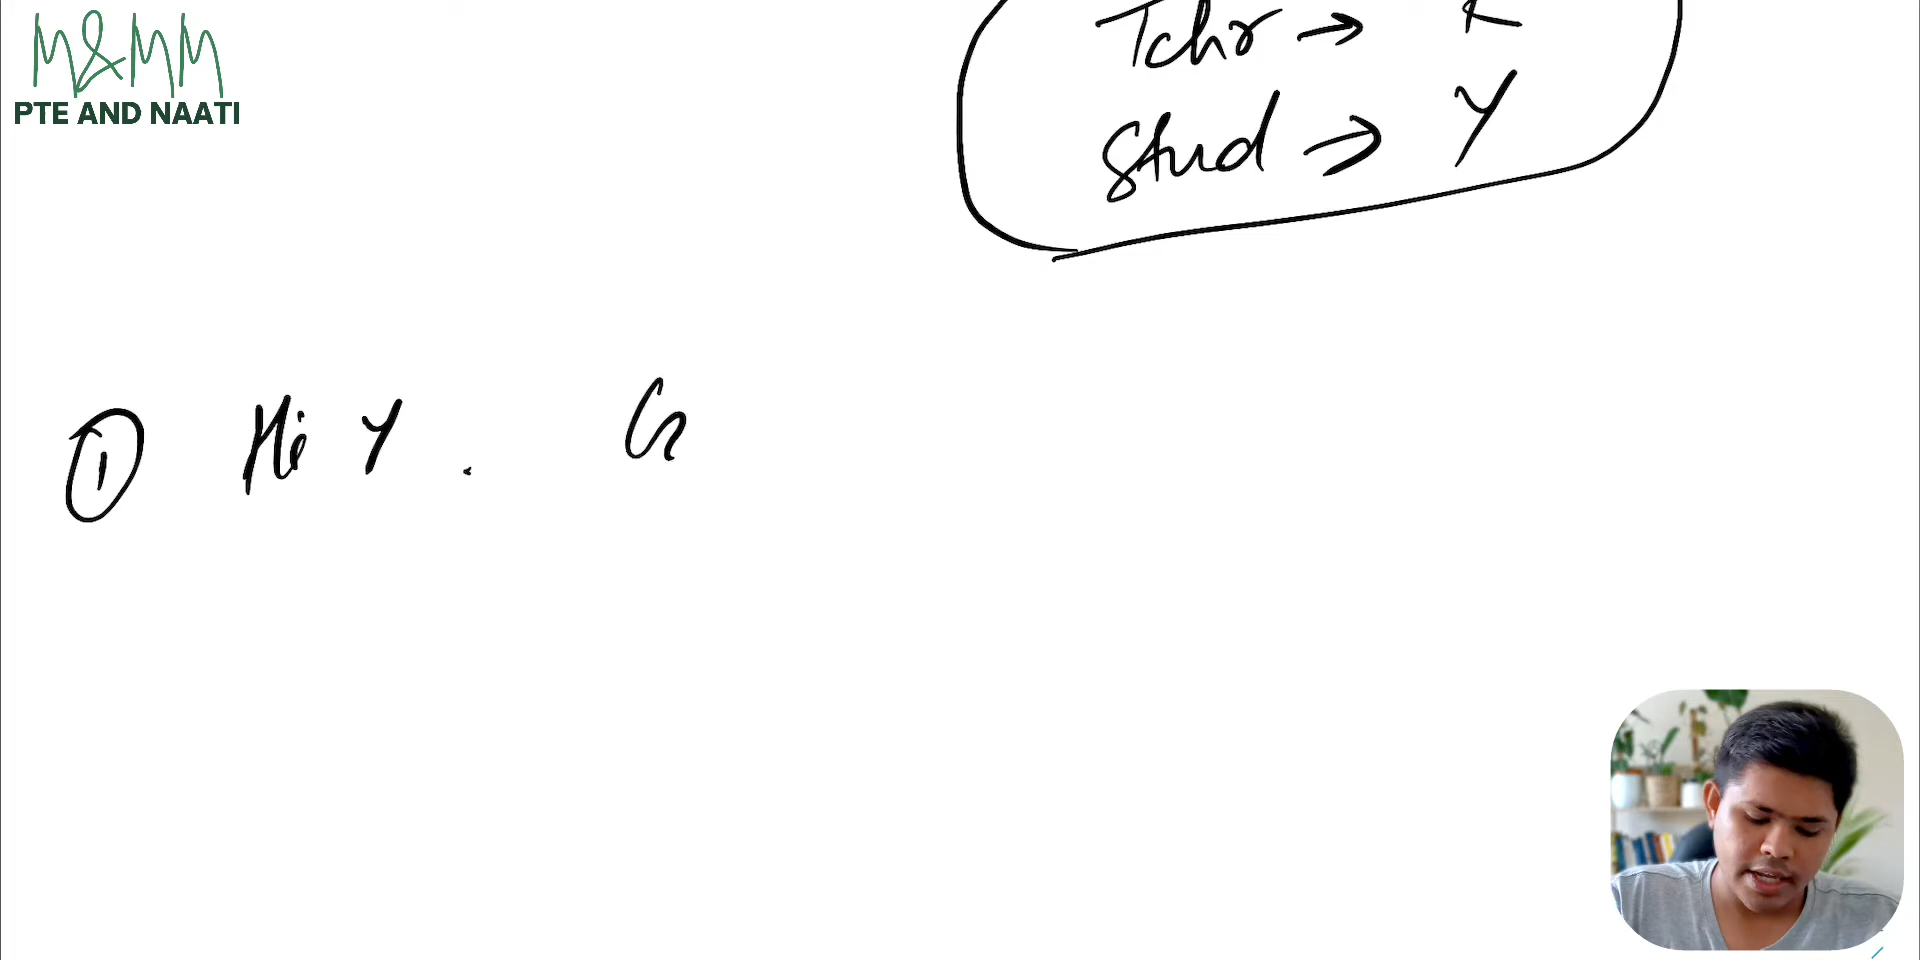 M&MM
PTE AND NAATI
Tchr →
Stud → Y
① Hi Y .